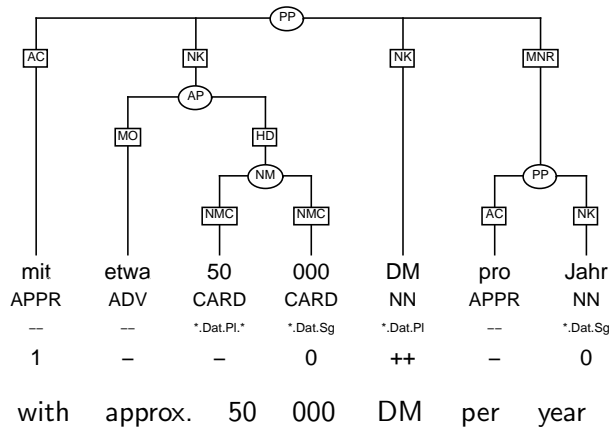 PP
AC NK NK MNR
AP
MO HD
NM PP
NMC NMC AC NK
mit etwa 50 000 DM pro Jahr
APPR ADV CARD CARD NN APPR NN
-- -- *.Dat.Pl.* *.Dat.Sg *.Dat.Pl -- *.Dat.Sg
1 – – 0 ++ – 0
with approx. 50 000 DM per year